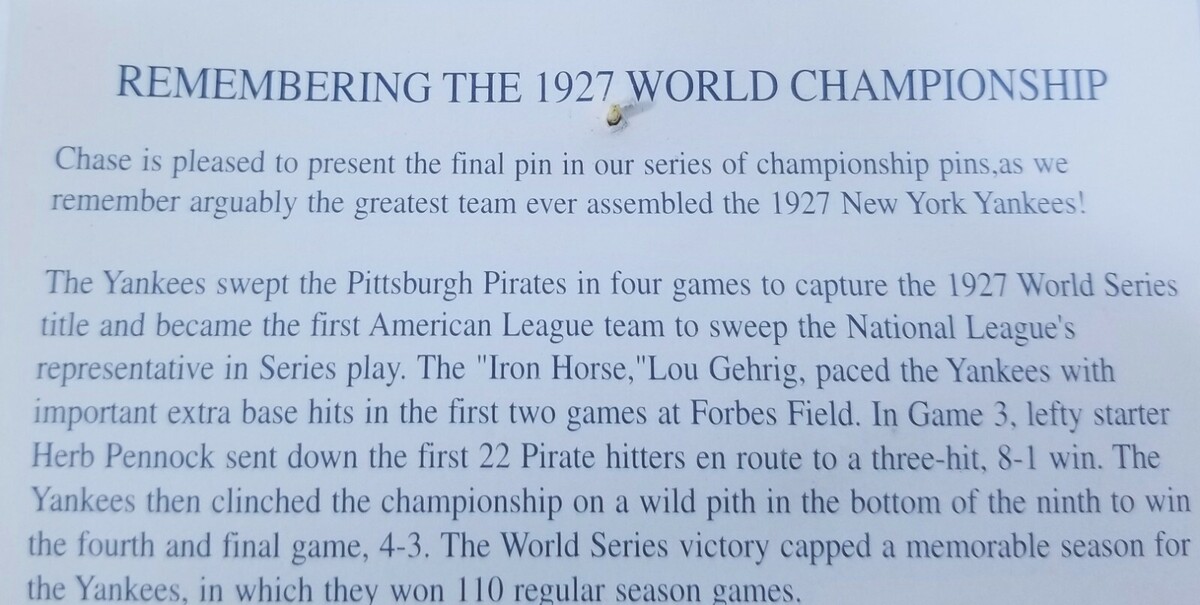 REMEMBERING THE 1927 WORLD CHAMPIONSHIP
Chase is pleased to present the final pin in our series of championship pins,as we
remember arguably the greatest team ever assembled the 1927 New York Yankees!
The Yankees swept the Pittsburgh Pirates in four games to capture the 1927 World Series
title and became the first American League team to sweep the National League's
representative in Series play. The "Iron Horse,"Lou Gehrig, paced the Yankees with
important extra base hits in the first two games at Forbes Field. In Game 3, lefty starter
Herb Pennock sent down the first 22 Pirate hitters en route to a three-hit, 8-1 win. The
Yankees then clinched the championship on a wild pith in the bottom of the ninth to win
the fourth and final game, 4-3. The World Series victory capped a memorable season for
the Yankees, in which they won 110 regular season games.